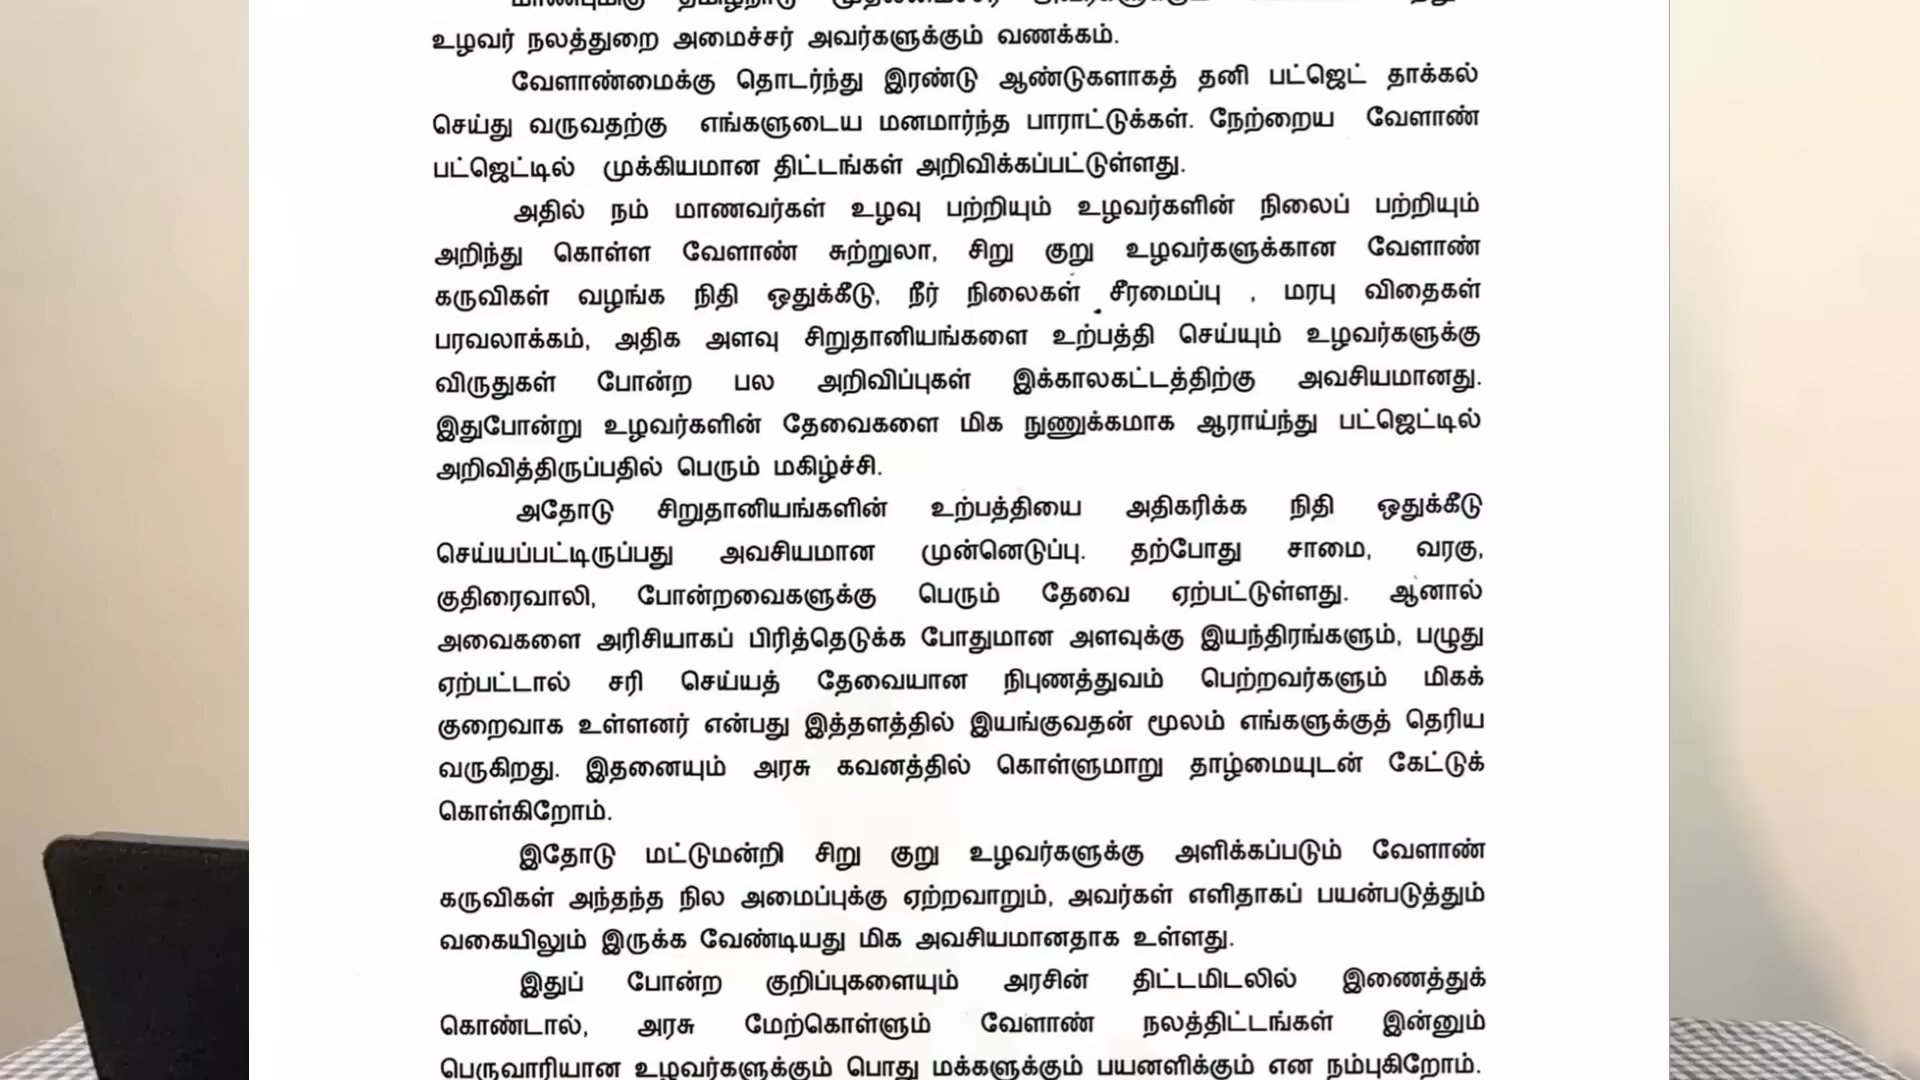 உழவர் நலத்துறை அமைச்சர் அவர்களுக்கும் வணக்கம்.
வேளாண்மைக்கு தொடர்ந்து இரண்டு ஆண்டுகளாகத் தனி பட்ஜெட் தாக்கல்
செய்து வருவதற்கு எங்களுடைய மனமார்ந்த பாராட்டுக்கள். நேற்றைய வேளாண்
பட்ஜெட்டில் முக்கியமான திட்டங்கள் அறிவிக்கப்பட்டுள்ளது.
அதில் நம் மாணவர்கள் உழவு பற்றியும் உழவர்களின் நிலைப் பற்றியும்
அறிந்து கொள்ள வேளாண் சுற்றுலா, சிறு குறு உழவர்களுக்கான வேளாண்
கருவிகள் வழங்க நிதி ஒதுக்கீடு, நீர் நிலைகள் சீரமைப்பு , மரபு விதைகள்
பரவலாக்கம், அதிக அளவு சிறுதானியங்களை உற்பத்தி செய்யும் உழவர்களுக்கு
விருதுகள் போன்ற பல அறிவிப்புகள் இக்காலகட்டத்திற்கு அவசியமானது.
இதுபோன்று உழவர்களின் தேவைகளை மிக நுணுக்கமாக ஆராய்ந்து பட்ஜெட்டில்
அறிவித்திருப்பதில் பெரும் மகிழ்ச்சி.
அதோடு சிறுதானியங்களின் உற்பத்தியை அதிகரிக்க நிதி ஒதுக்கீடு
செய்யப்பட்டிருப்பது அவசியமான முன்னெடுப்பு. தற்போது சாமை, வரகு,
குதிரைவாலி, போன்றவைகளுக்கு பெரும் தேவை ஏற்பட்டுள்ளது. ஆனால்
அவைகளை அரிசியாகப் பிரித்தெடுக்க போதுமான அளவுக்கு இயந்திரங்களும், பழுது
ஏற்பட்டால் சரி செய்யத் தேவையான நிபுணத்துவம் பெற்றவர்களும் மிகக்
குறைவாக உள்ளனர் என்பது இத்தளத்தில் இயங்குவதன் மூலம் எங்களுக்குத் தெரிய
வருகிறது. இதனையும் அரசு கவனத்தில் கொள்ளுமாறு தாழ்மையுடன் கேட்டுக்
கொள்கிறோம்.
இதோடு மட்டுமன்றி சிறு குறு உழவர்களுக்கு அளிக்கப்படும் வேளாண்
கருவிகள் அந்தந்த நில அமைப்புக்கு ஏற்றவாறும், அவர்கள் எளிதாகப் பயன்படுத்தும்
வகையிலும் இருக்க வேண்டியது மிக அவசியமானதாக உள்ளது.
இதுப் போன்ற குறிப்புகளையும் அரசின் திட்டமிடலில் இணைத்துக்
கொண்டால், அரசு மேற்கொள்ளும் வேளாண் நலத்திட்டங்கள் இன்னும்
பெருவாரியான உழவர்களுக்கும் பொது மக்களுக்கும் பயனளிக்கும் என நம்புகிறோம்.